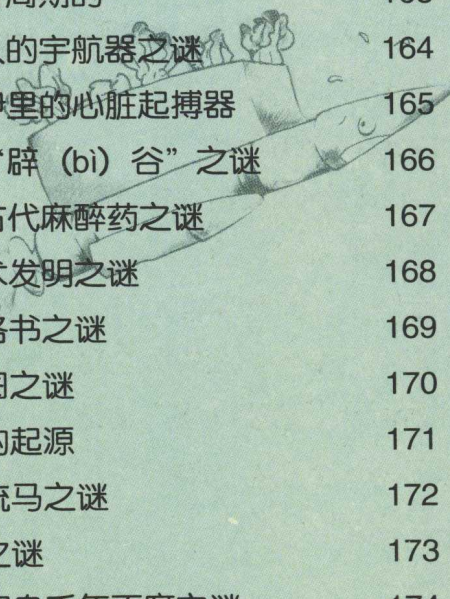 的宇航器之谜 164
里的心脏起搏器 165
“辟（bì）谷”之谜 166
代麻醉药之谜 167
发明之谜 168
书之谜 169
之谜 170
起源 171
马之谜 172
之谜 173